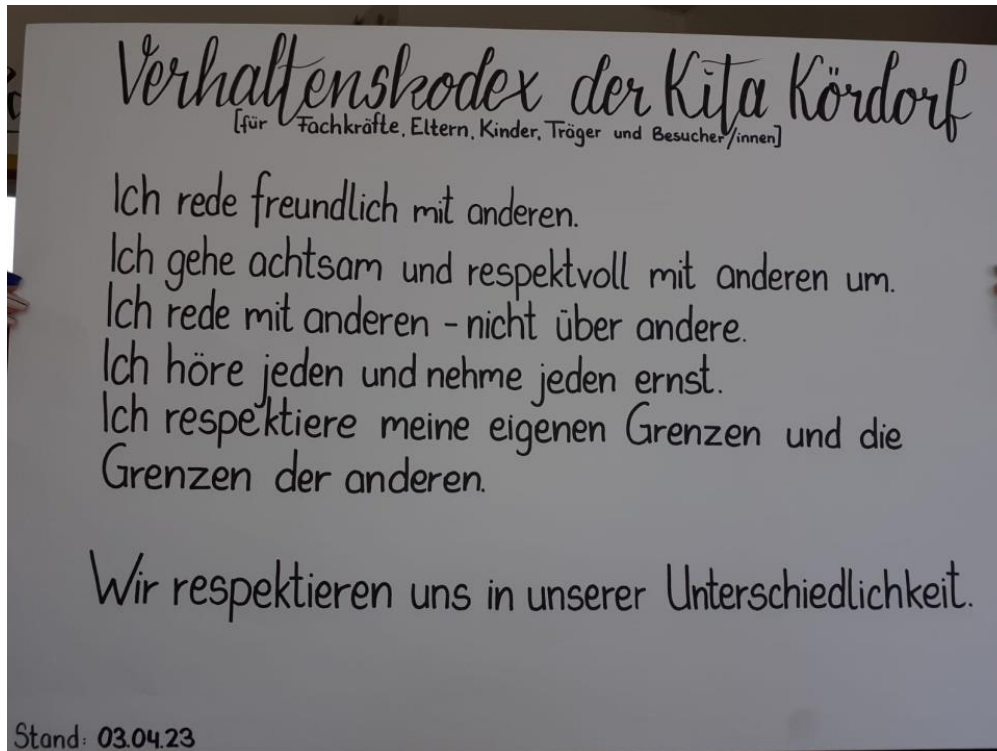 Verhaltenskodex der Kita Kördorf
[für Fachkräfte, Eltern, Kinder, Träger und Besucher/innen]
Ich rede freundlich mit anderen.
Ich gehe achtsam und respektvoll mit anderen um.
Ich rede mit anderen - nicht über andere.
Ich höre jeden und nehme jeden ernst.
Ich respektiere meine eigenen Grenzen und die
Grenzen der anderen.
Wir respektieren uns in unserer Unterschiedlichkeit.
Stand: 03.04.23